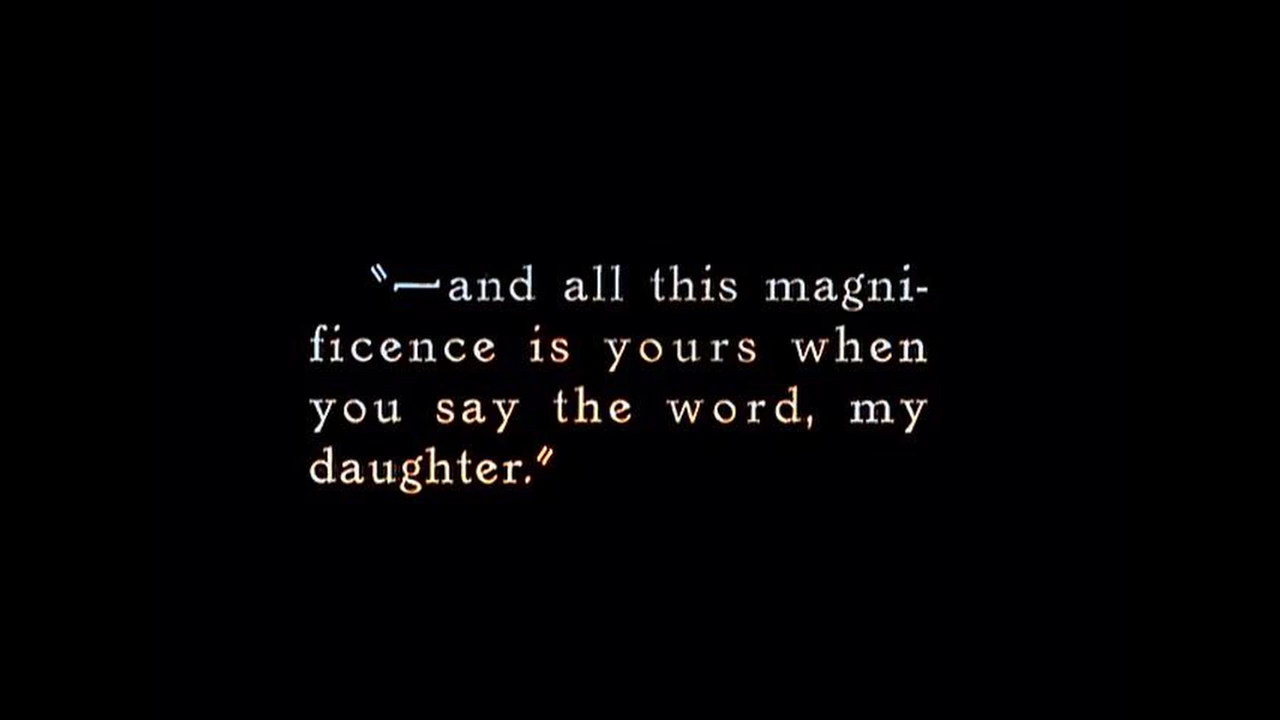 "—and all this magni-
ficence is yours when
you say the word, my
daughter."